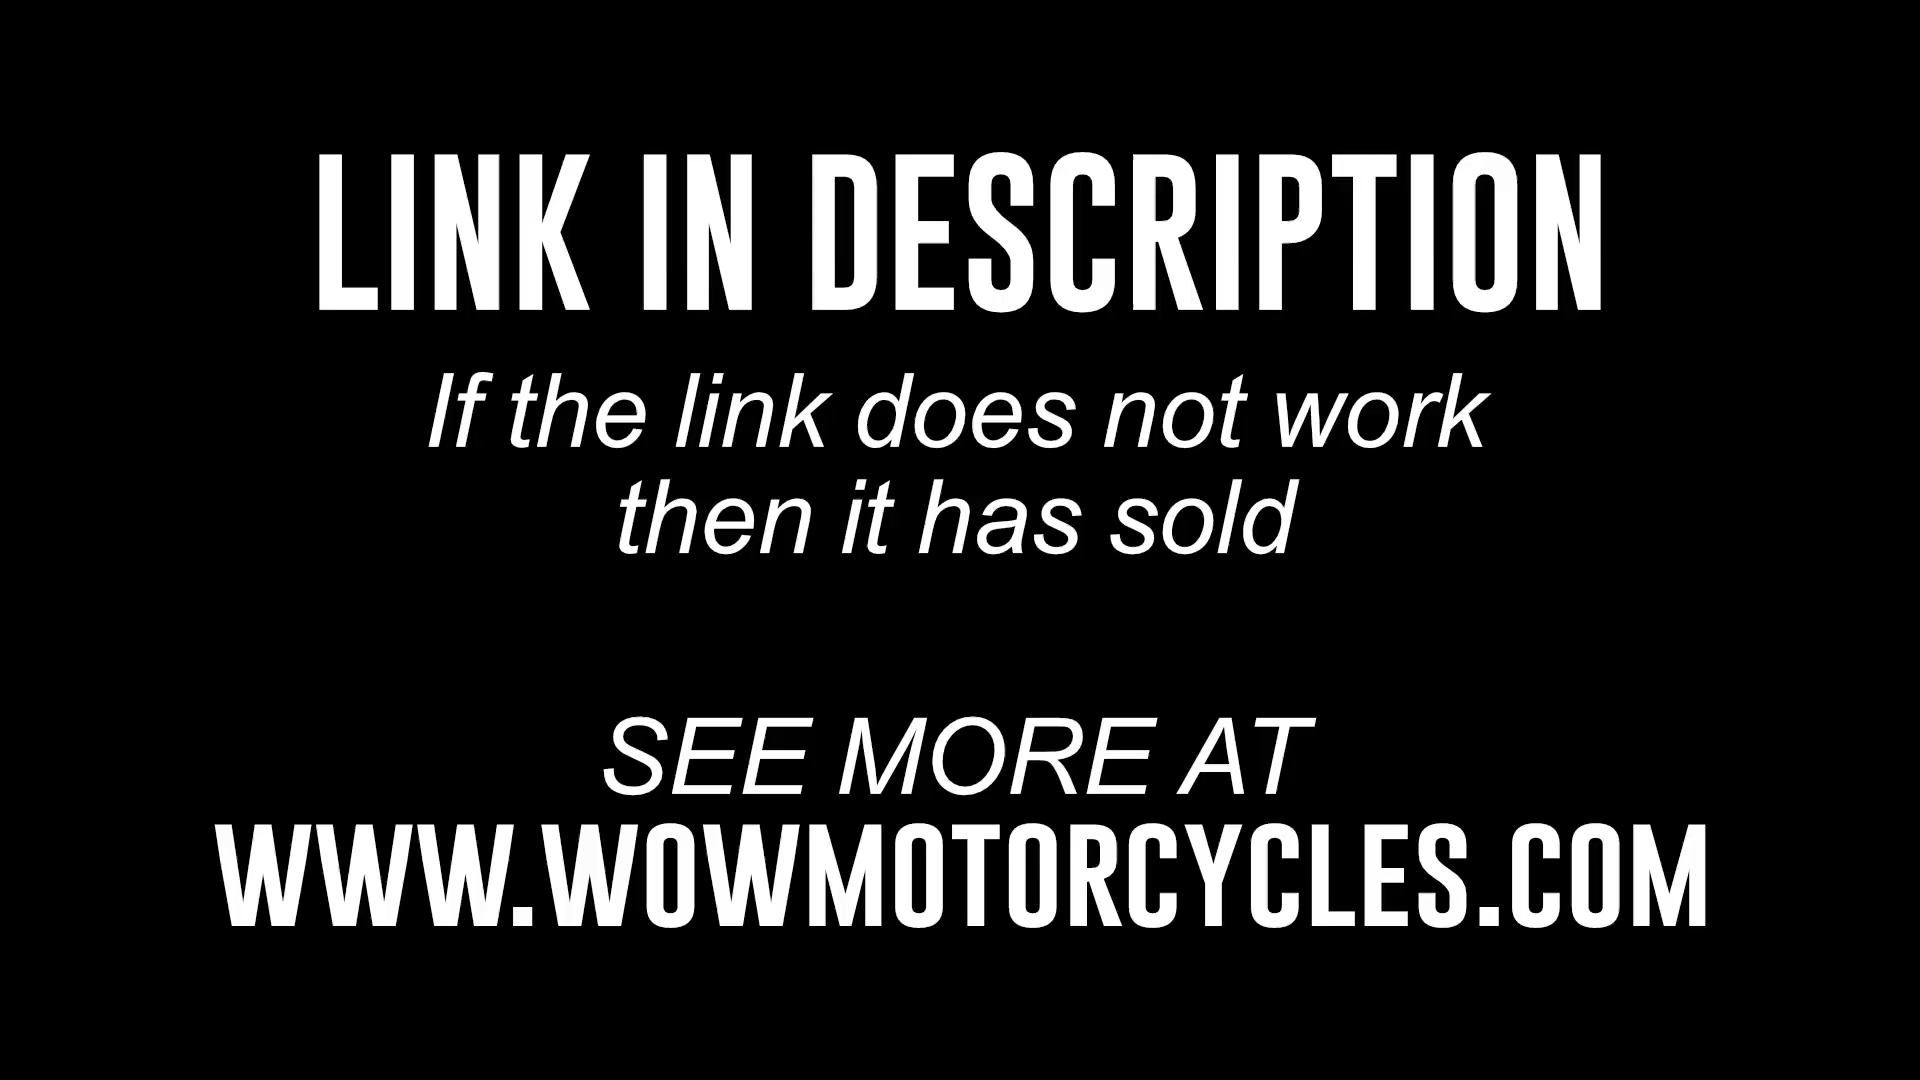 LINK IN DESCRIPTION
If the link does not work
then it has sold
SEE MORE AT
WWW.WOWMOTORCYCLES.COM